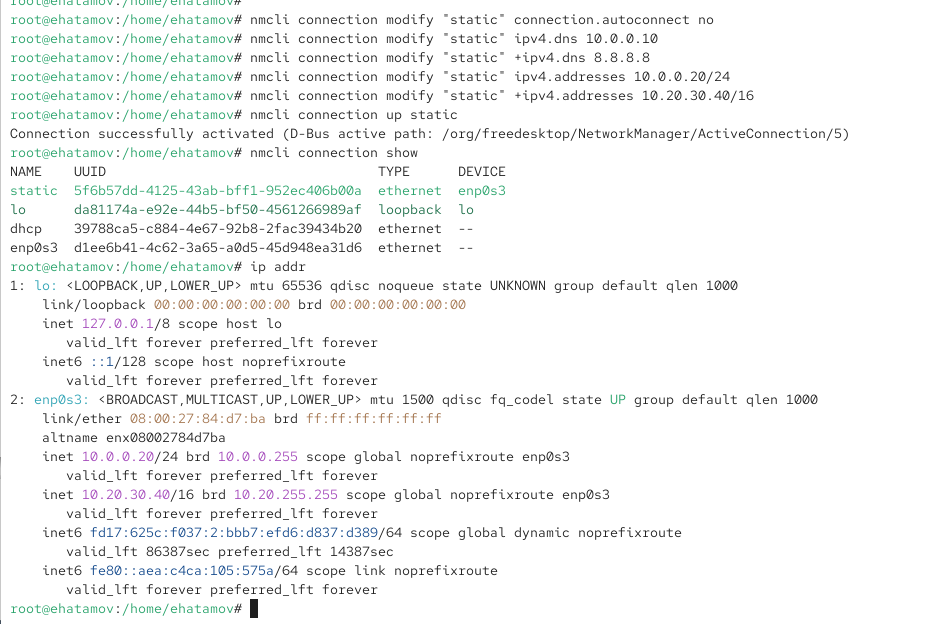 root@ehatamov:/home/ehatamov#
root@ehatamov:/home/ehatamov# nmcli connection modify "static" connection.autoconnect no
root@ehatamov:/home/ehatamov# nmcli connection modify "static" ipv4.dns 10.0.0.10
root@ehatamov:/home/ehatamov# nmcli connection modify "static" +ipv4.dns 8.8.8.8
root@ehatamov:/home/ehatamov# nmcli connection modify "static" ipv4.addresses 10.0.0.20/24
root@ehatamov:/home/ehatamov# nmcli connection modify "static" +ipv4.addresses 10.20.30.40/16
root@ehatamov:/home/ehatamov# nmcli connection up static
Connection successfully activated (D-Bus active path: /org/freedesktop/NetworkManager/ActiveConnection/5)
root@ehatamov:/home/ehatamov# nmcli connection show
NAME    UUID                                  TYPE      DEVICE
static  5f6b57dd-4125-43ab-bff1-952ec406b00a  ethernet  enp0s3
lo      da81174a-e92e-44b5-bf50-4561266989af  loopback  lo
dhcp    39788ca5-c884-4e67-92b8-2fac39434b20  ethernet  --
enp0s3  d1ee6b41-4c62-3a65-a0d5-45d948ea31d6  ethernet  --
root@ehatamov:/home/ehatamov# ip addr
1: lo: <LOOPBACK,UP,LOWER_UP> mtu 65536 qdisc noqueue state UNKNOWN group default qlen 1000
    link/loopback 00:00:00:00:00:00 brd 00:00:00:00:00:00
    inet 127.0.0.1/8 scope host lo
       valid_lft forever preferred_lft forever
    inet6 ::1/128 scope host noprefixroute
       valid_lft forever preferred_lft forever
2: enp0s3: <BROADCAST,MULTICAST,UP,LOWER_UP> mtu 1500 qdisc fq_codel state UP group default qlen 1000
    link/ether 08:00:27:84:d7:ba brd ff:ff:ff:ff:ff:ff
    altname enx08002784d7ba
    inet 10.0.0.20/24 brd 10.0.0.255 scope global noprefixroute enp0s3
       valid_lft forever preferred_lft forever
    inet 10.20.30.40/16 brd 10.20.255.255 scope global noprefixroute enp0s3
       valid_lft forever preferred_lft forever
    inet6 fd17:625c:f037:2:bbb7:efd6:d837:d389/64 scope global dynamic noprefixroute
       valid_lft 86387sec preferred_lft 14387sec
    inet6 fe80::aea:c4ca:105:575a/64 scope link noprefixroute
       valid_lft forever preferred_lft forever
root@ehatamov:/home/ehatamov#